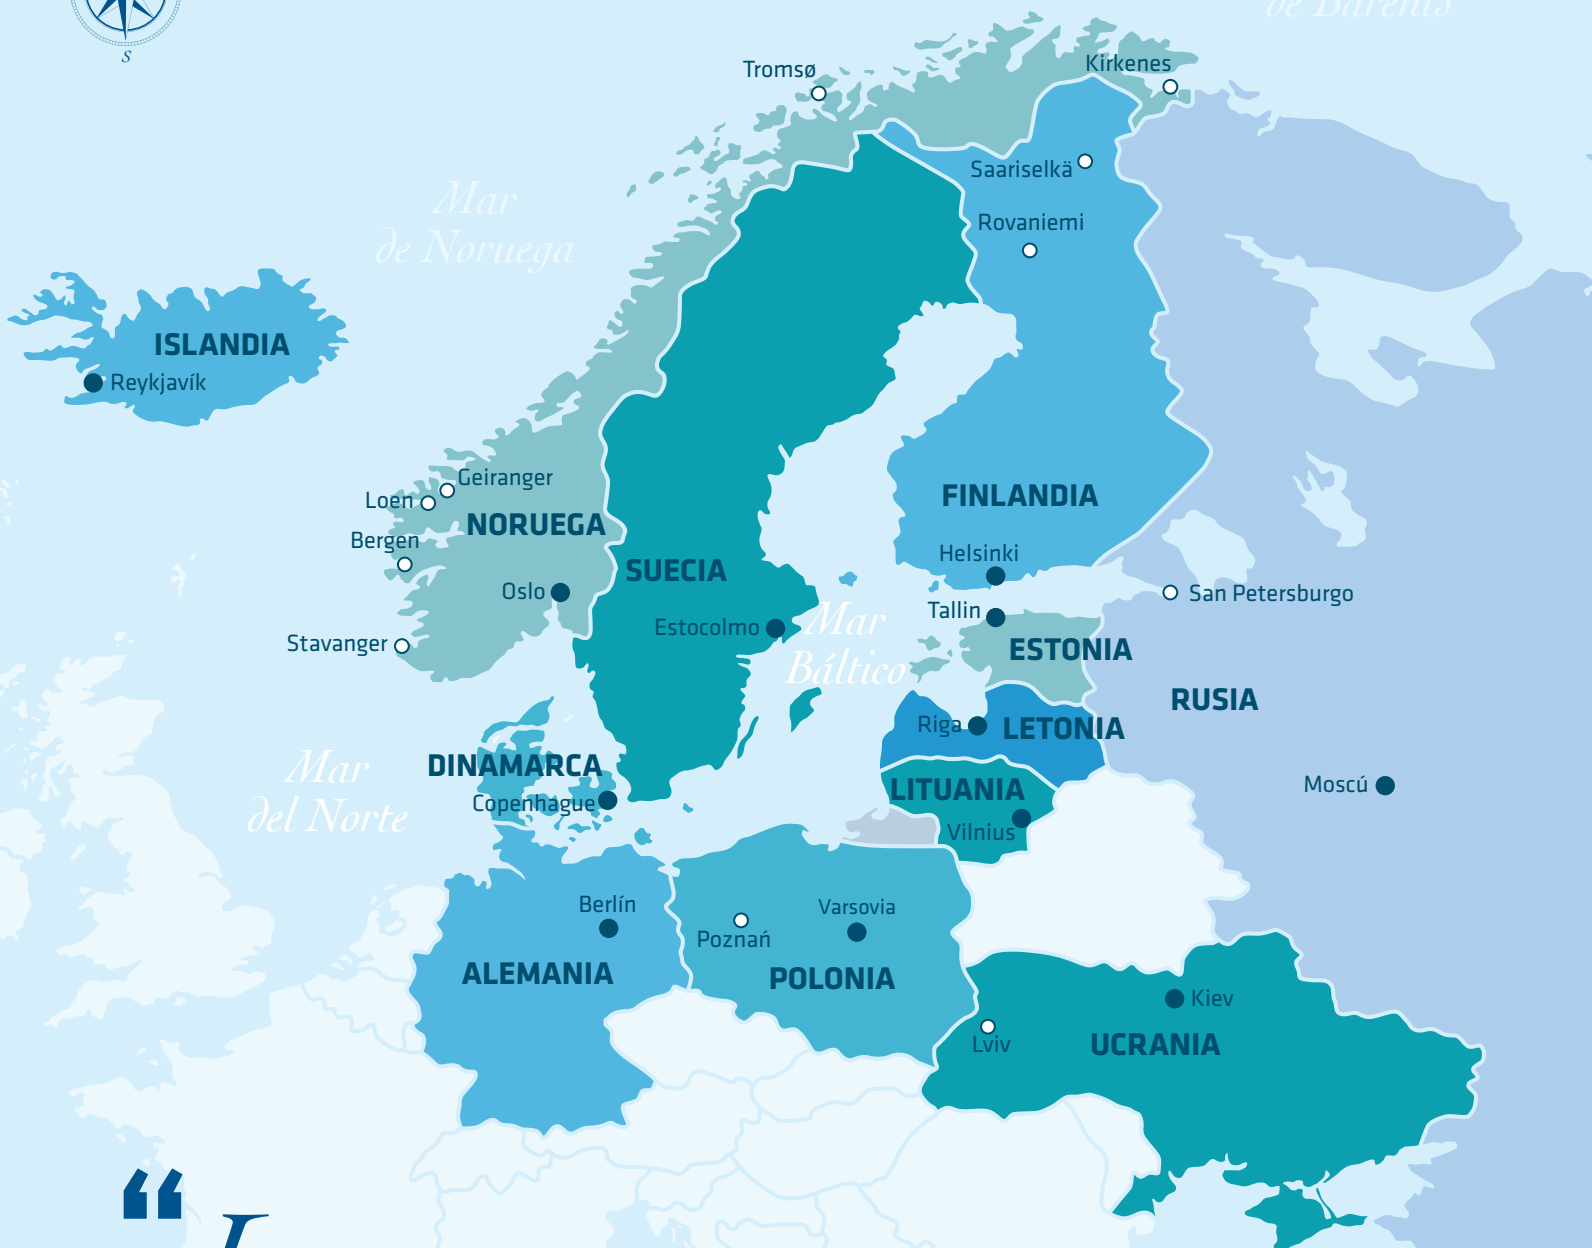 de Barents
S
Tromsø
Kirkenes
Saariselkä
Mar
de Noruega
Rovaniemi
ISLANDIA
Reykjavík
Geiranger
Loen
NORUEGA
Bergen
FINLANDIA
Helsinki
SUECIA
Oslo
San Petersburgo
Tallin
Estocolmo
Mar
Báltico
Stavanger
ESTONIA
RUSIA
Riga
LETONIA
Mar
del Norte
DINAMARCA
Copenhague
LITUANIA
Moscú
Vilnius
Berlín
Varsovia
Poznań
ALEMANIA
POLONIA
Kiev
Lviv
UCRANIA
“